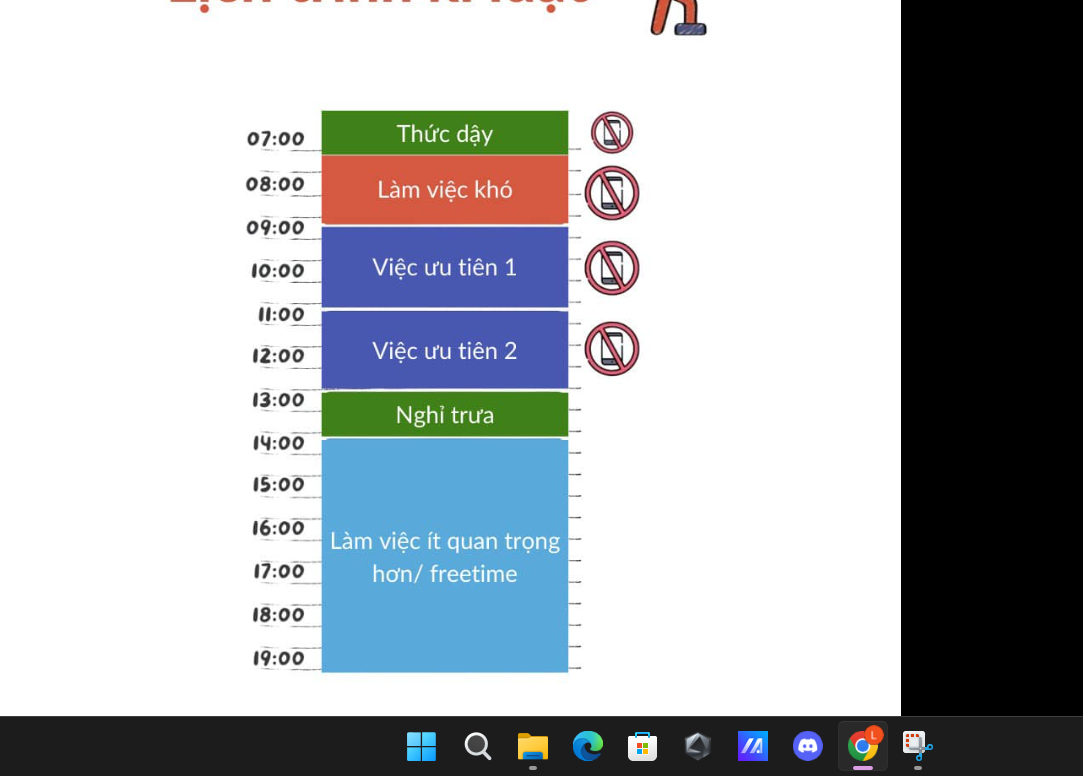 07:00
Thức dậy
08:00
Làm việc khó
09:00
10:00
Việc ưu tiên 1
11:00
12:00
Việc ưu tiên 2
13:00
Nghỉ trưa
14:00
15:00
16:00
Làm việc ít quan trọng
hơn/ freetime
17:00
18:00
19:00
L